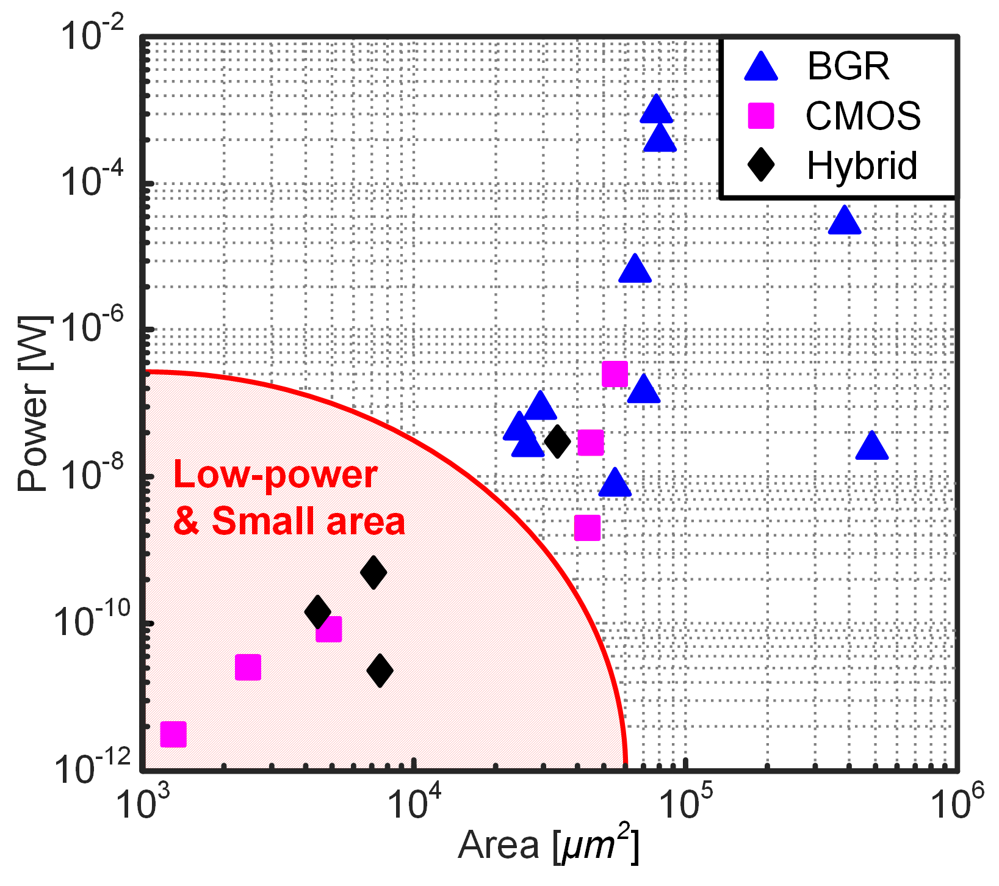 10^-2
10^-4
10^-6
10^-8
10^-10
10^-12
Power [W]
BGR
CMOS
Hybrid
Low-power
& Small area
10^3 10^4 10^5 10^6
Area [μm^2]